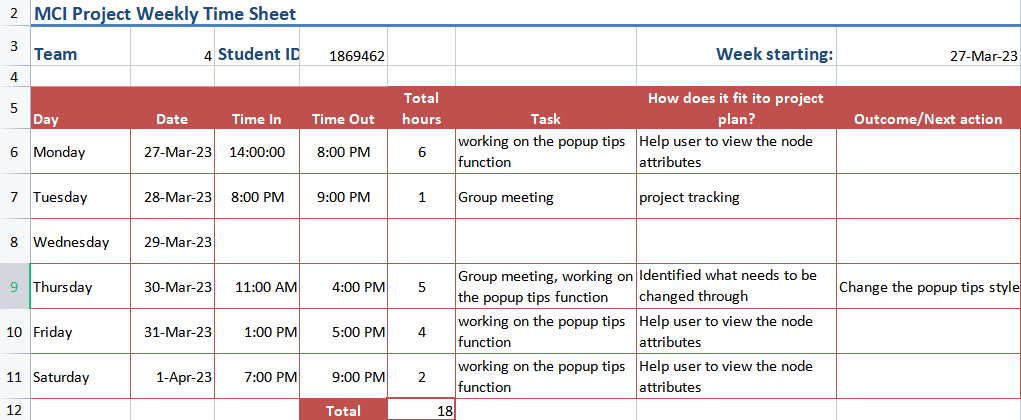 2 MCI Project Weekly Time Sheet
3 Team 4 Student ID 1869462 Week starting: 27-Mar-23
4
5 Day Date Time In Time Out Total hours Task How does it fit ito project plan? Outcome/Next action
6 Monday 27-Mar-23 14:00:00 8:00 PM 6 working on the popup tips function Help user to view the node attributes
7 Tuesday 28-Mar-23 8:00 PM 9:00 PM 1 Group meeting project tracking
8 Wednesday 29-Mar-23
9 Thursday 30-Mar-23 11:00 AM 4:00 PM 5 Group meeting, working on the popup tips function Identified what needs to be changed through Change the popup tips style
10 Friday 31-Mar-23 1:00 PM 5:00 PM 4 working on the popup tips function Help user to view the node attributes
11 Saturday 1-Apr-23 7:00 PM 9:00 PM 2 working on the popup tips function Help user to view the node attributes
12 Total 18